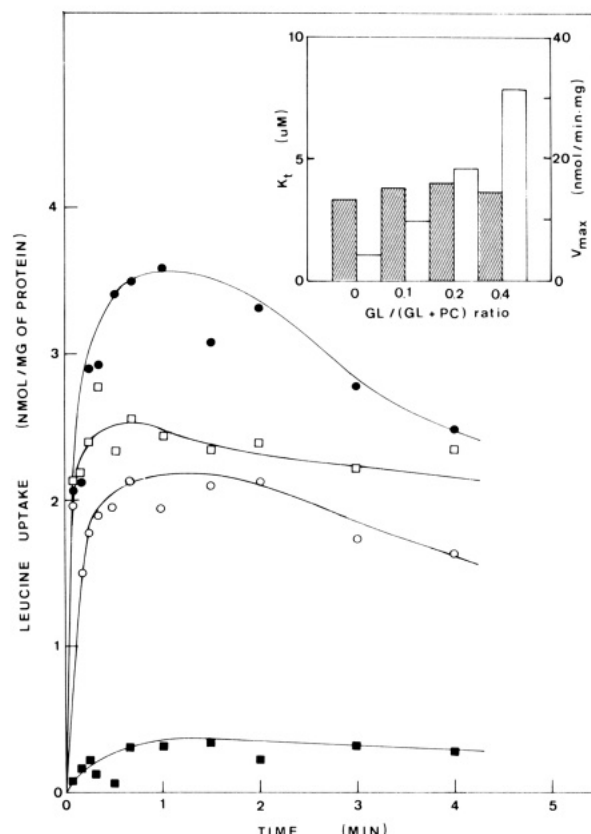 LEUCINE UPTAKE (NMOL/MG OF PROTEIN)
4
3
2
1
0
0 1 2 3 4 5
TIME (MIN)
Kt (uM)
10
5
0
40
20
0
Vmax (nmol/min·mg)
0 0.1 0.2 0.4
GL/(GL + PC) ratio